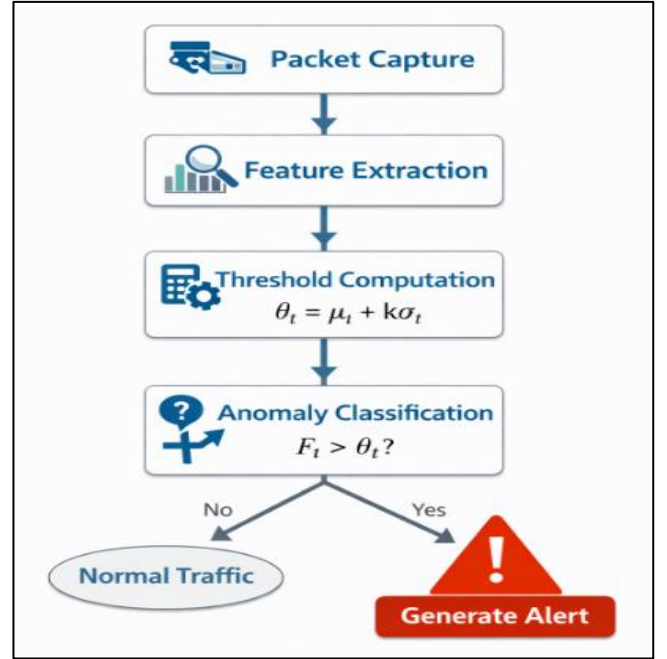 Packet Capture
Feature Extraction
Threshold Computation
θₜ = μₜ + kσₜ
Anomaly Classification
Fₜ > θₜ?
No
Yes
Normal Traffic
Generate Alert